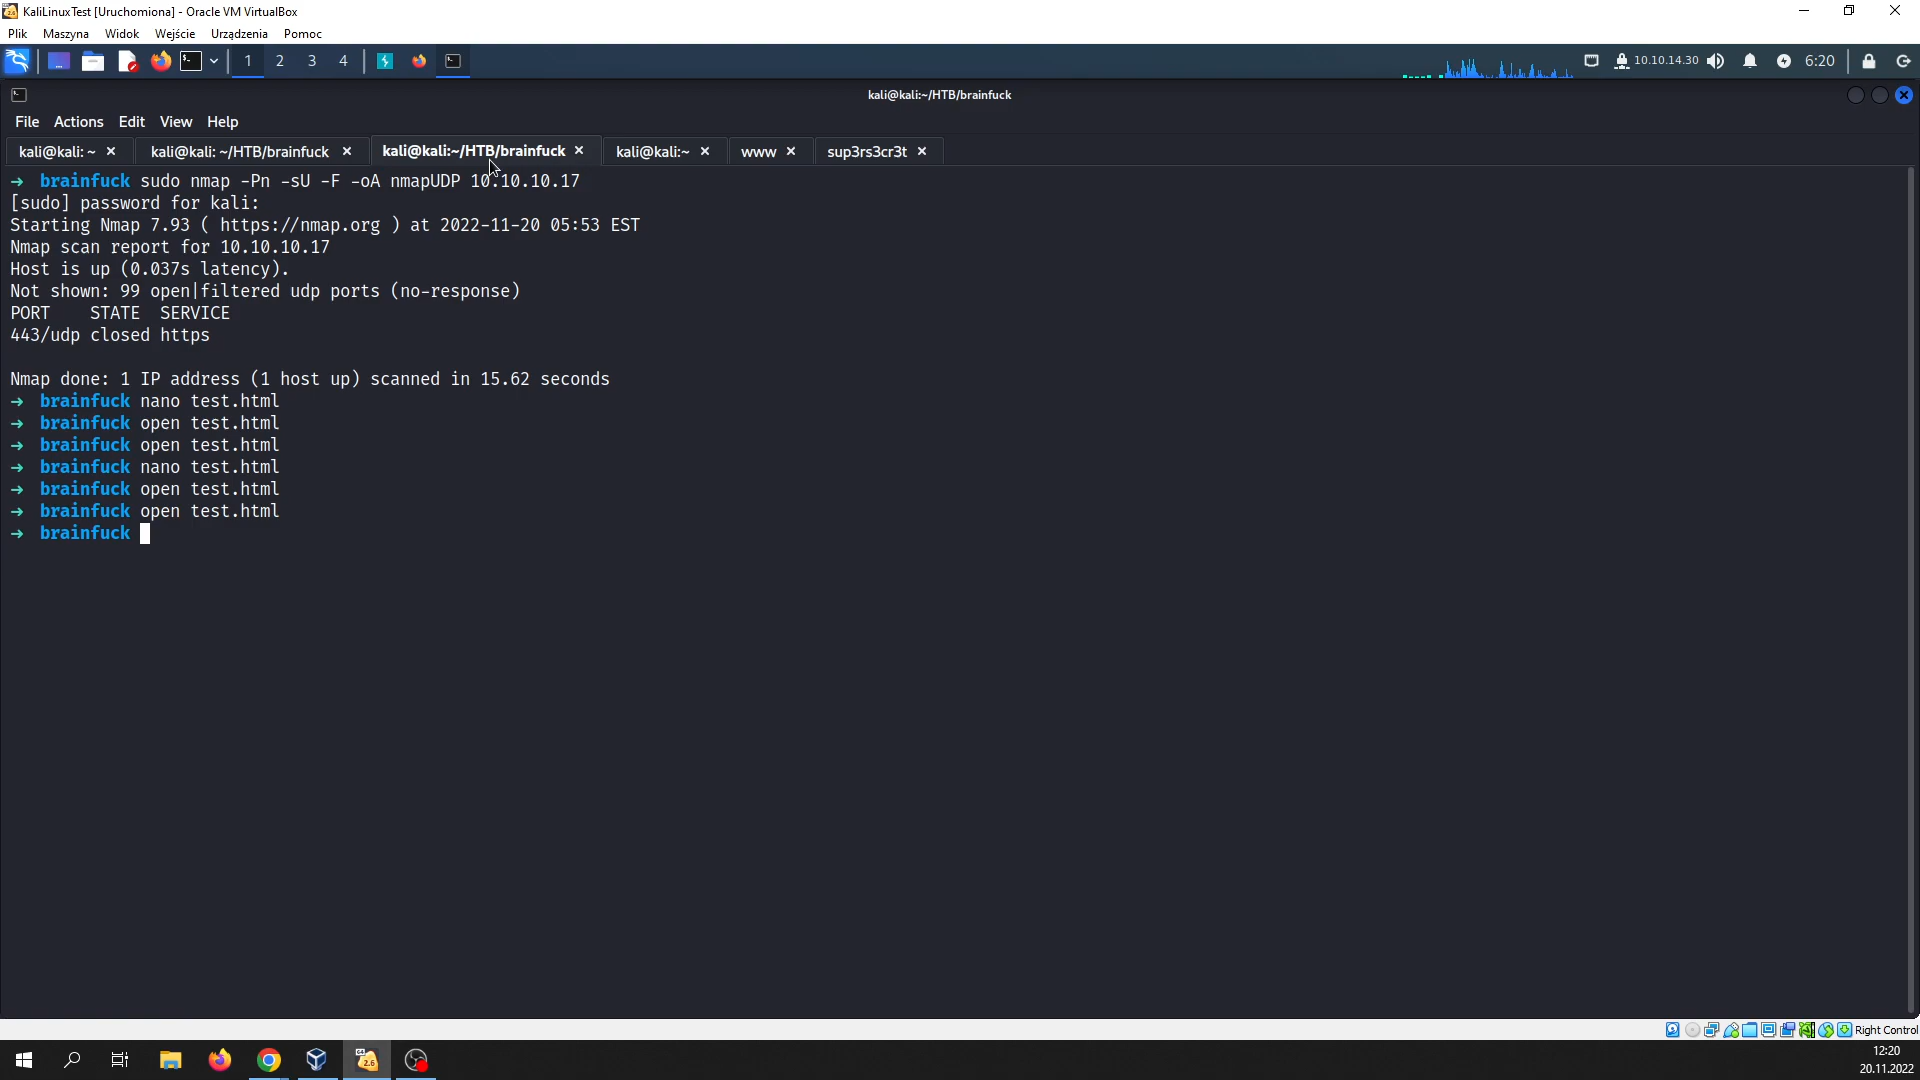 KaliLinuxTest [Uruchomiona] - Oracle VM VirtualBox
Plik Maszyna Widok Wejście Urządzenia Pomoc
1 2 3 4 10.10.14.30 6:20
kali@kali:~/HTB/brainfuck
File Actions Edit View Help
kali@kali: ~ × kali@kali: ~/HTB/brainfuck × kali@kali:~/HTB/brainfuck × kali@kali:~ × www × sup3rs3cr3t ×
→ brainfuck sudo nmap -Pn -sU -F -oA nmapUDP 10.10.10.17
[sudo] password for kali:
Starting Nmap 7.93 ( https://nmap.org ) at 2022-11-20 05:53 EST
Nmap scan report for 10.10.10.17
Host is up (0.037s latency).
Not shown: 99 open|filtered udp ports (no-response)
PORT    STATE  SERVICE
443/udp closed https
Nmap done: 1 IP address (1 host up) scanned in 15.62 seconds
→ brainfuck nano test.html
→ brainfuck open test.html
→ brainfuck open test.html
→ brainfuck nano test.html
→ brainfuck open test.html
→ brainfuck open test.html
→ brainfuck
Right Control
12:20
20.11.2022